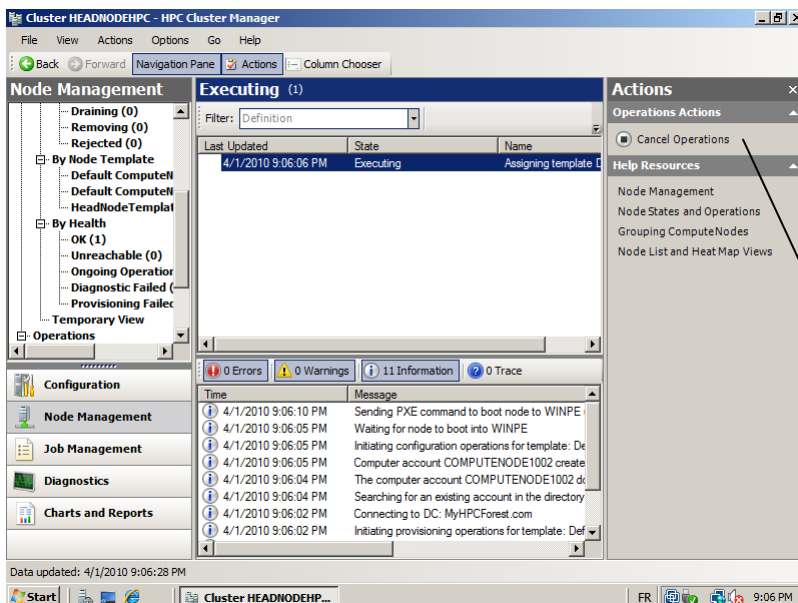 Cluster HEADNODEHPC - HPC Cluster Manager
File View Actions Options Go Help
Back Forward Navigation Pane Actions Column Chooser
Node Management
Draining (0)
Removing (0)
Rejected (0)
By Node Template
Default ComputeN
Default ComputeN
HeadNodeTemplat
By Health
OK (1)
Unreachable (0)
Ongoing Operation
Diagnostic Failed (
Provisioning Failed
Temporary View
Operations
Configuration
Node Management
Job Management
Diagnostics
Charts and Reports
Executing (1)
Filter: Definition
Last Updated State Name
4/1/2010 9:06:06 PM Executing Assigning template D
0 Errors 0 Warnings 11 Information 0 Trace
Time Message
4/1/2010 9:06:10 PM Sending PXE command to boot node to WINPE
4/1/2010 9:06:05 PM Waiting for node to boot into WINPE
4/1/2010 9:06:05 PM Initiating configuration operations for template: De
4/1/2010 9:06:05 PM Computer account COMPUTENODE1002 create
4/1/2010 9:06:04 PM The computer account COMPUTENODE1002 do
4/1/2010 9:06:04 PM Searching for an existing account in the directory
4/1/2010 9:06:02 PM Connecting to DC: MyHPCForest.com
4/1/2010 9:06:02 PM Initiating provisioning operations for template: Def
Actions
Operations Actions
Cancel Operations
Help Resources
Node Management
Node States and Operations
Grouping Compute Nodes
Node List and Heat Map Views
Data updated: 4/1/2010 9:06:28 PM
Start Cluster HEADNODEHP... FR 9:06 PM